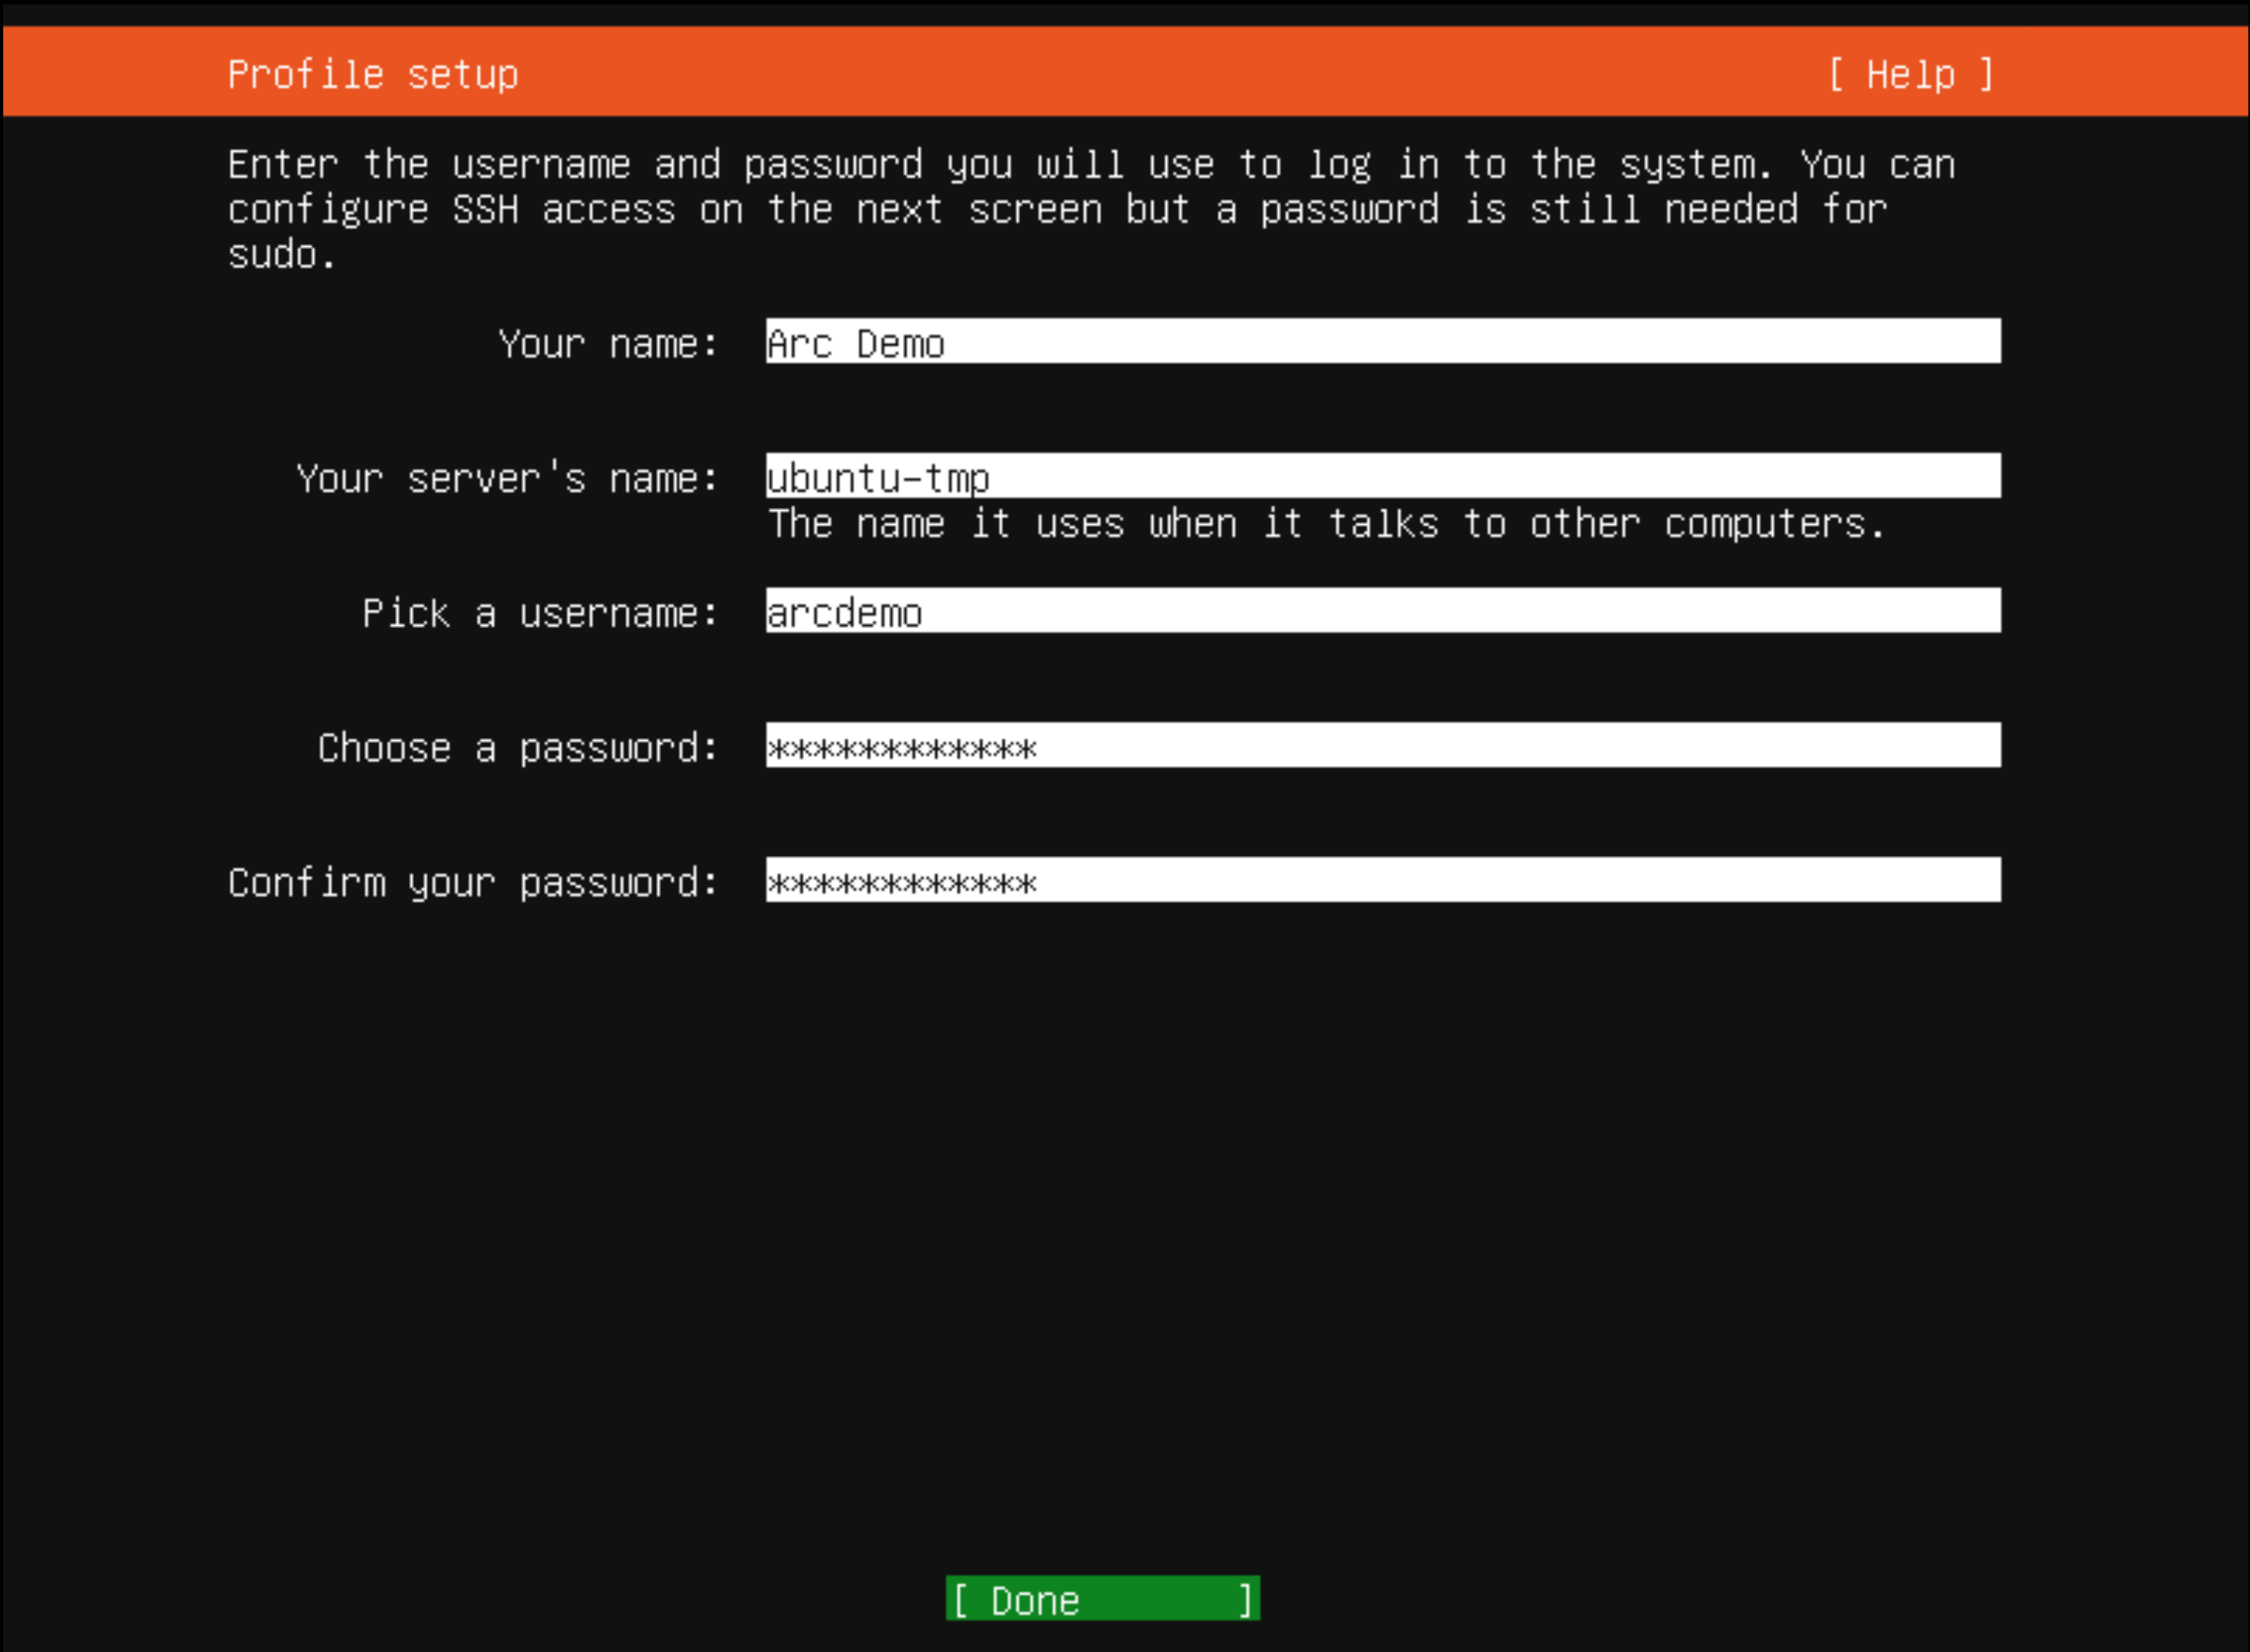 Profile setup [ Help ]
Enter the username and password you will use to log in to the system. You can
configure SSH access on the next screen but a password is still needed for
sudo.
Your name: Arc Demo
Your server's name: ubuntu-tmp
The name it uses when it talks to other computers.
Pick a username: arcdemo
Choose a password: ************
Confirm your password: ************
[ Done ]